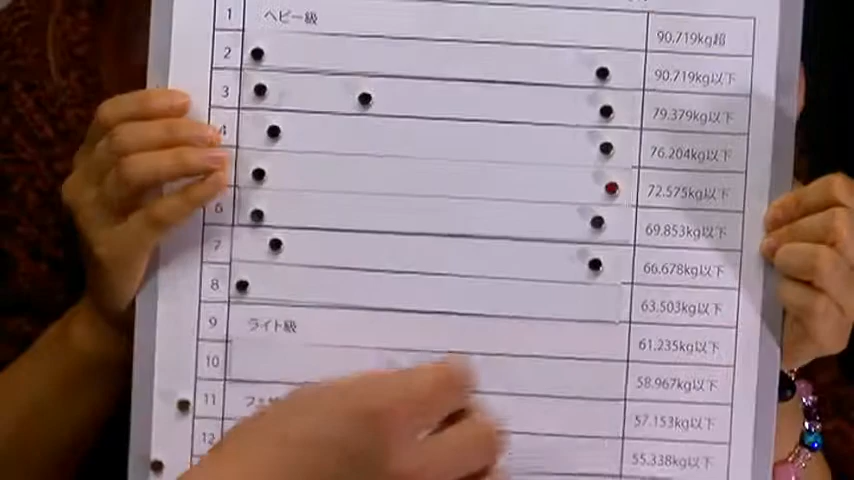 1 ヘビー級 90.719kg超
2 90.719kg以下
3 79.379kg以下
4 76.204kg以下
72.575kg以下
6 69.853kg以下
7 66.678kg以下
8 63.503kg以下
9 ライト級 61.235kg以下
10 58.967kg以下
11 57.153kg以下
12 55.338kg以下